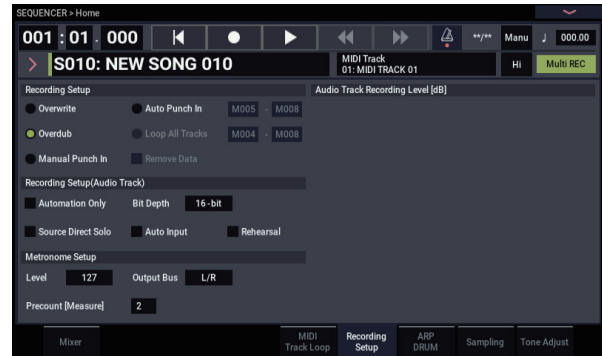 SEQUENCER > Home
001 : 01 . 000 **/** Manu ♩ 000.00
S010: NEW SONG 010
MIDI Track
01: MIDI TRACK 01
Hi
Multi REC
Recording Setup
Audio Track Recording Level [dB]
Overwrite
Auto Punch In
M005 - M008
Overdub
Loop All Tracks
M004 - M008
Manual Punch In
Remove Data
Recording Setup(Audio Track)
Automation Only
Bit Depth
16-bit
Source Direct Solo
Auto Input
Rehearsal
Metronome Setup
Level
127
Output Bus
L/R
Precount [Measure]
2
Mixer
MIDI
Track Loop
Recording
Setup
ARP
DRUM
Sampling
Tone Adjust